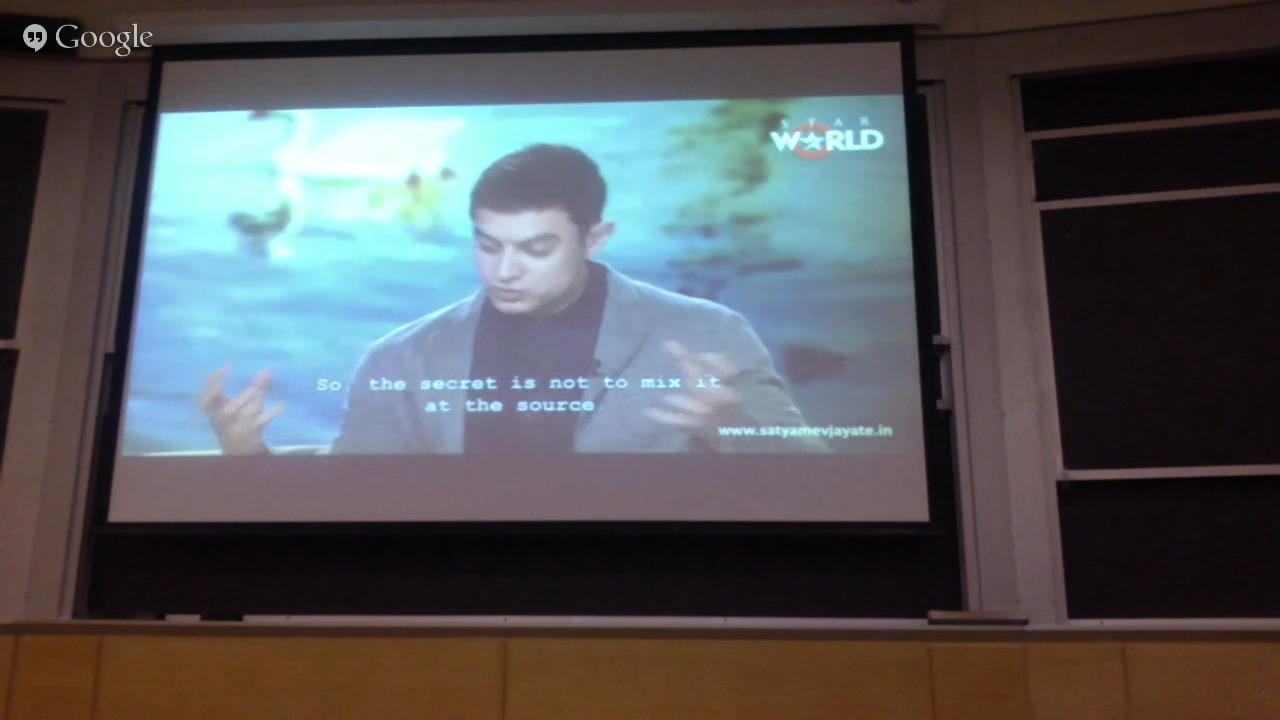 Google
STAR
WORLD
So, the secret is not to mix it
at the source.
www.satyamevjayate.in